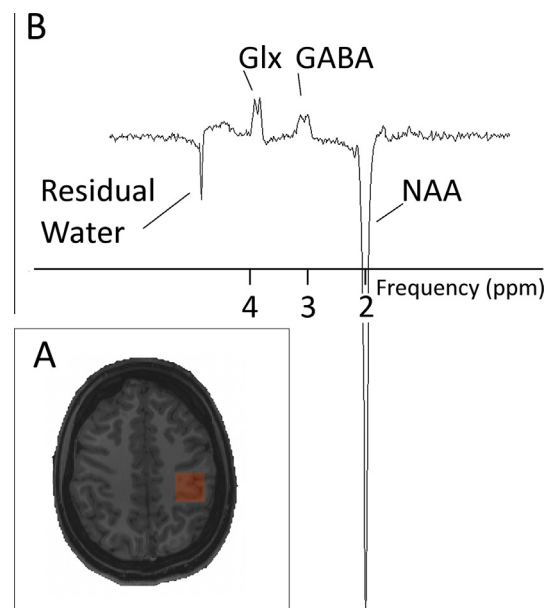 B
Glx GABA
Residual
Water
NAA
Frequency (ppm)
4 3 2
A